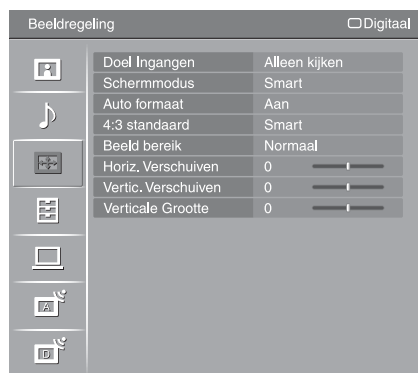 Beeldregeling Digitaal
Doel Ingangen Alleen kijken
Schermmodus Smart
Auto formaat Aan
4:3 standaard Smart
Beeld bereik Normaal
Horiz. Verschuiven 0
Vertic. Verschuiven 0
Verticale Grootte 0
A
D